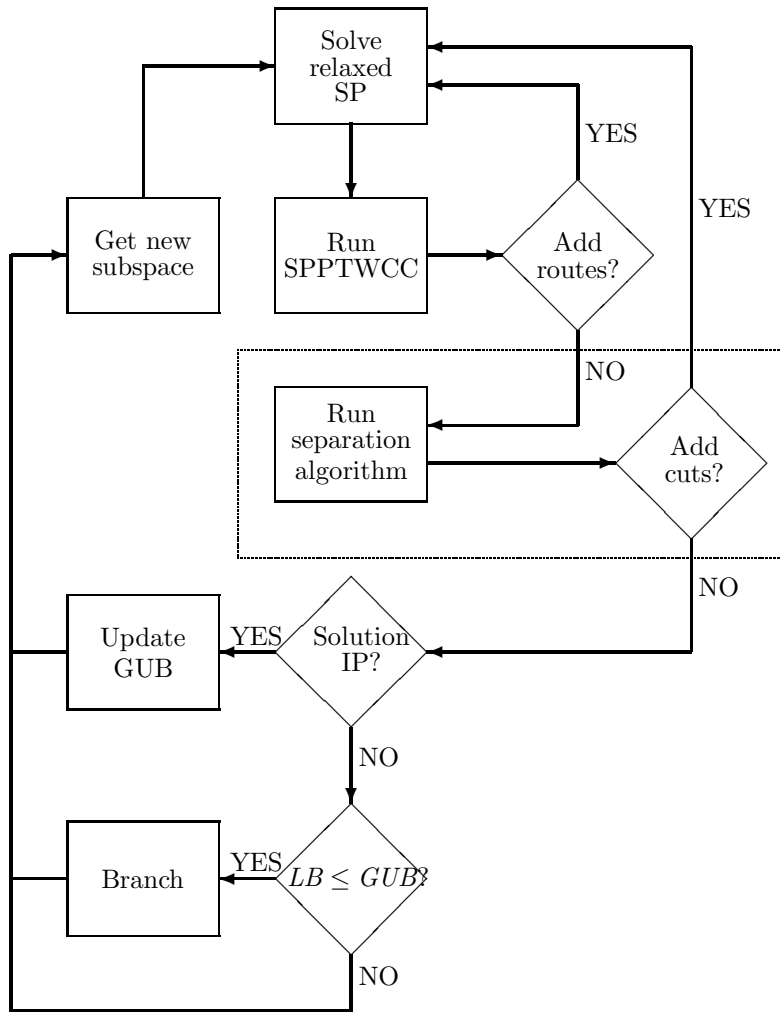 Solve
relaxed
SP
YES
YES
Get new
subspace
Run
SPPTWCC
Add
routes?
NO
Run
separation
algorithm
Add
cuts?
NO
Update
GUB
YES
Solution
IP?
NO
Branch
YES
LB ≤ GUB?
NO